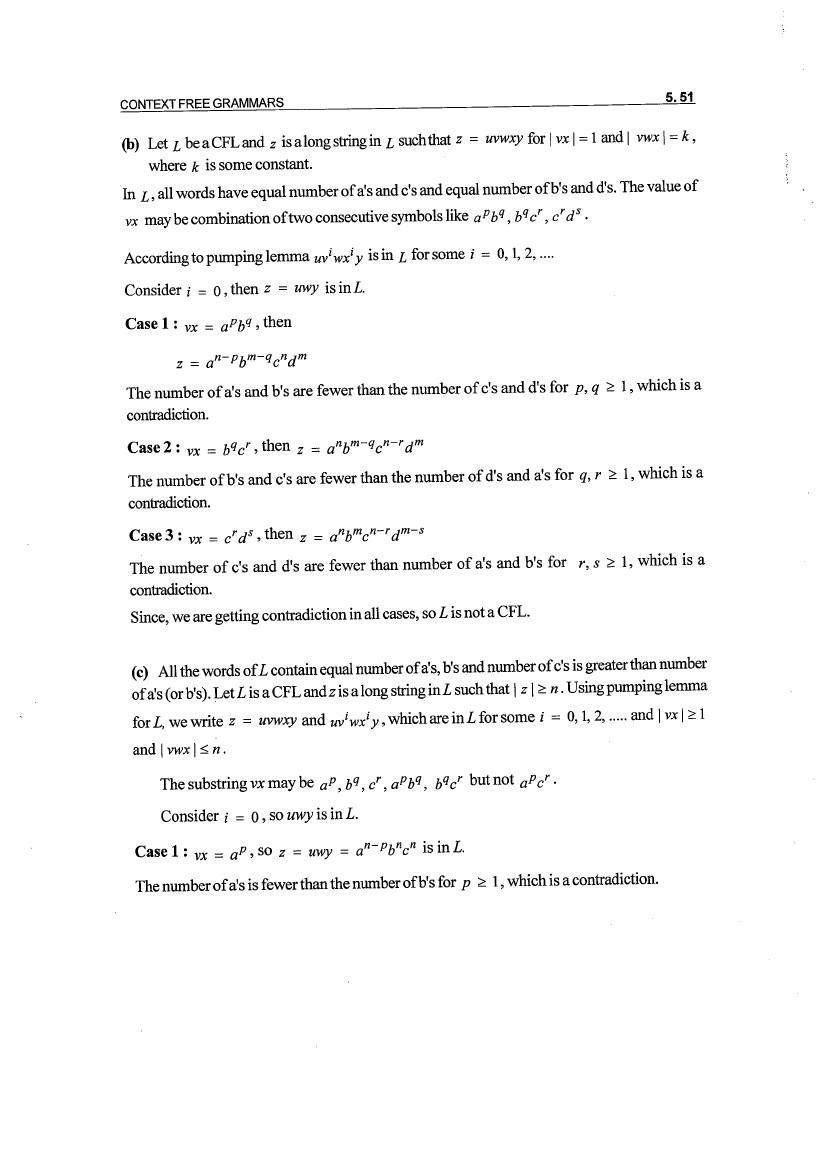 CONTEXT FREE GRAMMARS 5.51
(b) Let L be a CFL and z is a long string in L such that z = uvwxy for | vx | = 1 and | vwx | = k ,
where k is some constant.
In L , all words have equal number of a's and c's and equal number of b's and d's. The value of
vx may be combination of two consecutive symbols like a^p b^q , b^q c^r , c^r d^s .
According to pumping lemma uv^i wx^i y is in L for some i = 0, 1, 2, ....
Consider i = 0 , then z = uwy is in L.
Case 1 : vx = a^p b^q , then
z = a^{n-p} b^{m-q} c^n d^m
The number of a's and b's are fewer than the number of c's and d's for p, q ≥ 1 , which is a
contradiction.
Case 2 : vx = b^q c^r , then z = a^n b^{m-q} c^{n-r} d^m
The number of b's and c's are fewer than the number of d's and a's for q, r ≥ 1 , which is a
contradiction.
Case 3 : vx = c^r d^s , then z = a^n b^m c^{n-r} d^{m-s}
The number of c's and d's are fewer than number of a's and b's for r, s ≥ 1, which is a
contradiction.
Since, we are getting contradiction in all cases, so L is not a CFL.
(c) All the words of L contain equal number of a's, b's and number of c's is greater than number
of a's (or b's). Let L is a CFL and z is a long string in L such that | z | ≥ n . Using pumping lemma
for L, we write z = uvwxy and uv^i wx^i y , which are in L for some i = 0, 1, 2, ..... and | vx | ≥ 1
and | vwx | ≤ n .
The substring vx may be a^p , b^q , c^r , a^p b^q , b^q c^r but not a^p c^r .
Consider i = 0 , so uwy is in L.
Case 1 : vx = a^p , so z = uwy = a^{n-p} b^n c^n is in L.
The number of a's is fewer than the number of b's for p ≥ 1 , which is a contradiction.